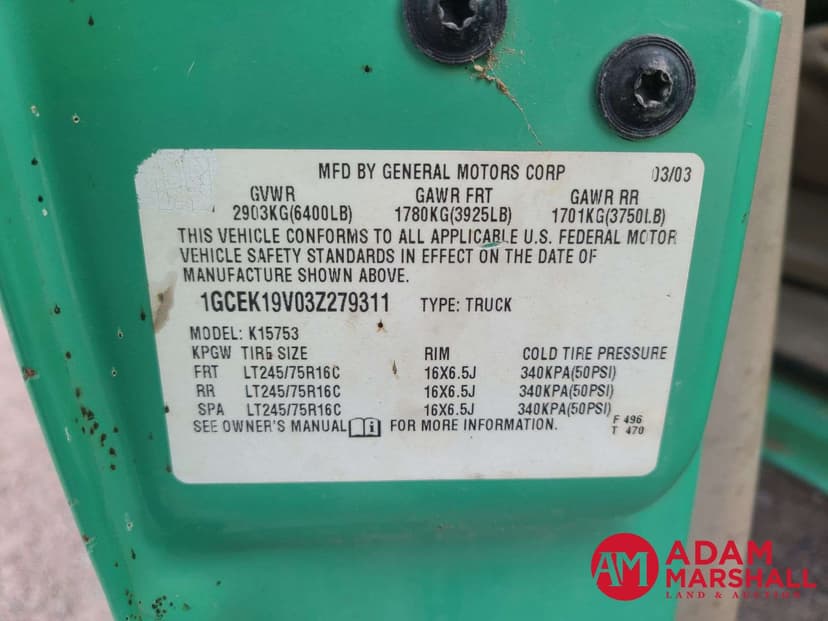 MFD BY GENERAL MOTORS CORP 03/03
GVWR GAWR FRT GAWR RR
2903KG(6400LB) 1780KG(3925LB) 1701KG(3750LB)
THIS VEHICLE CONFORMS TO ALL APPLICABLE U.S. FEDERAL MOTOR
VEHICLE SAFETY STANDARDS IN EFFECT ON THE DATE OF
MANUFACTURE SHOWN ABOVE.
1GCEK19V03Z279311 TYPE: TRUCK
MODEL: K15753
KPGW TIRE SIZE RIM COLD TIRE PRESSURE
FRT LT245/75R16C 16X6.5J 340KPA(50PSI)
RR LT245/75R16C 16X6.5J 340KPA(50PSI)
SPA LT245/75R16C 16X6.5J 340KPA(50PSI)
SEE OWNER'S MANUAL i FOR MORE INFORMATION.
F 496
T 470
AM ADAM
MARSHALL
LAND & AUCTION